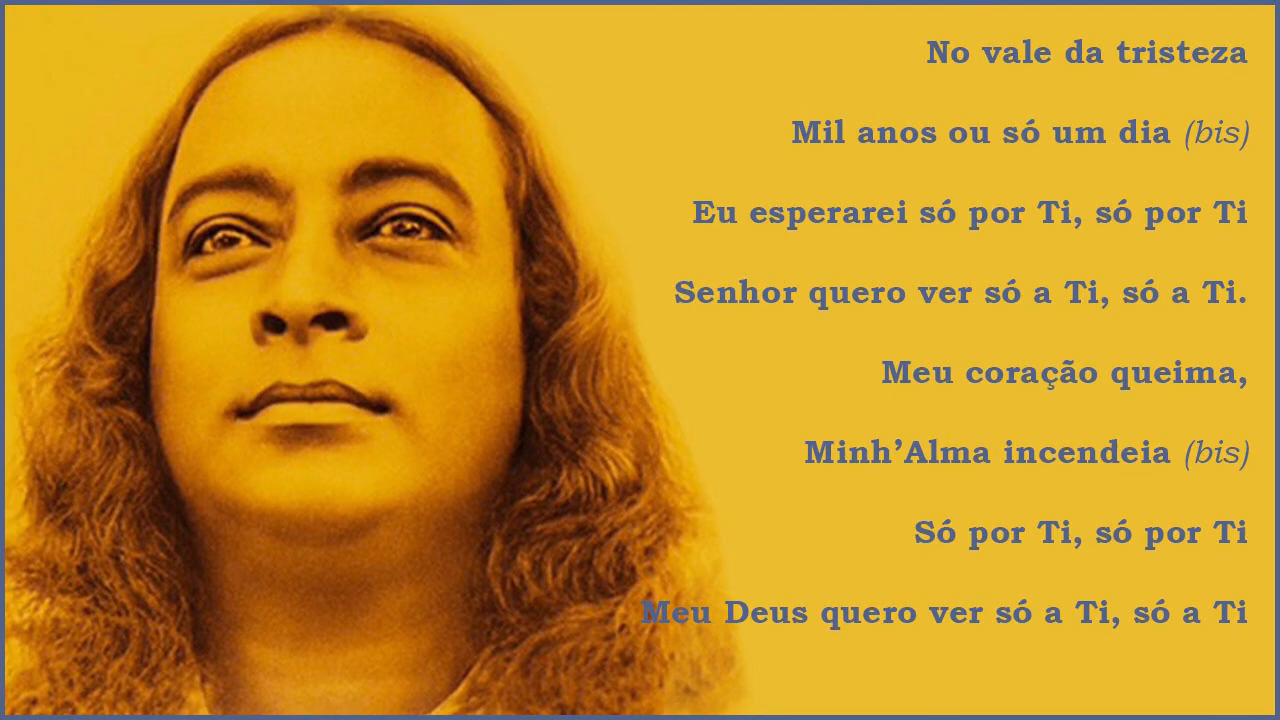 No vale da tristeza
Mil anos ou só um dia (bis)
Eu esperarei só por Ti, só por Ti
Senhor quero ver só a Ti, só a Ti.
Meu coração queima,
Minh’Alma incendeia (bis)
Só por Ti, só por Ti
Meu Deus quero ver só a Ti, só a Ti